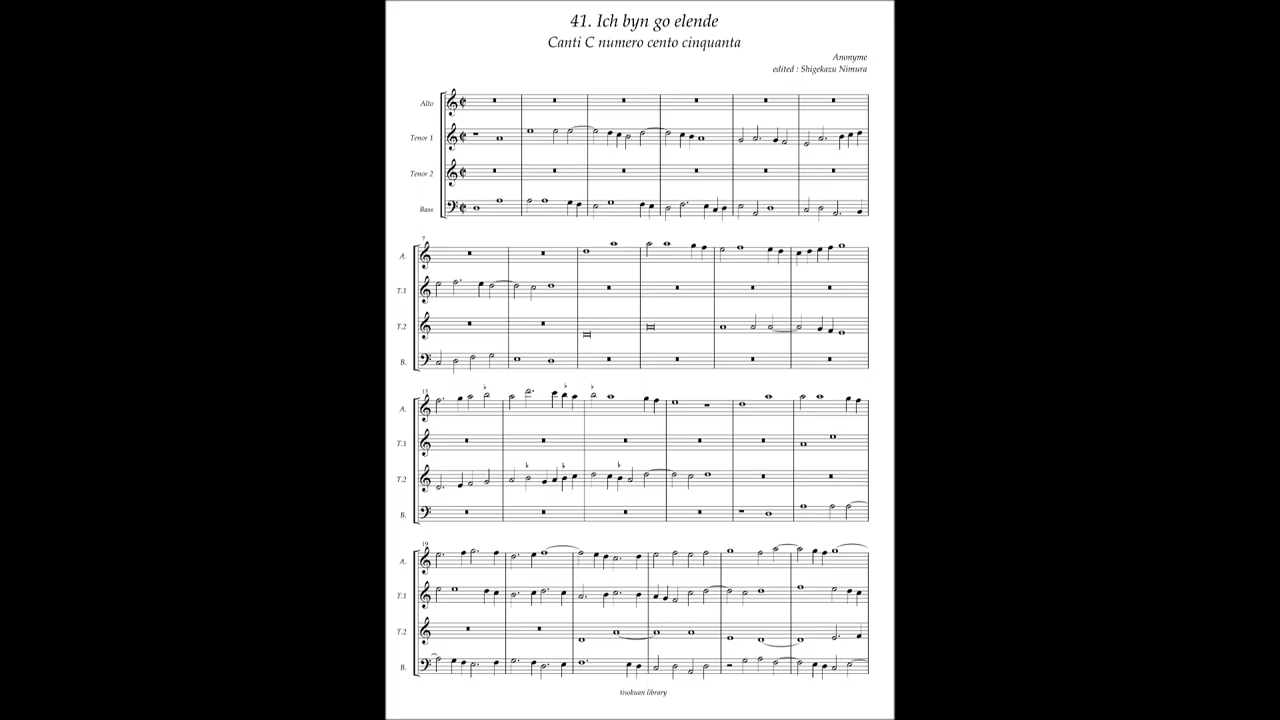 41. Ich byn go elende
Canti C numero cento cinquanta
Anonyme
edited : Shigekazu Nimura
Alto
Tenor 1
Tenor 2
Bass
7
A.
T.1
T.2
B.
13
A.
T.1
T.2
B.
19
A.
T.1
T.2
B.
tisokuan library